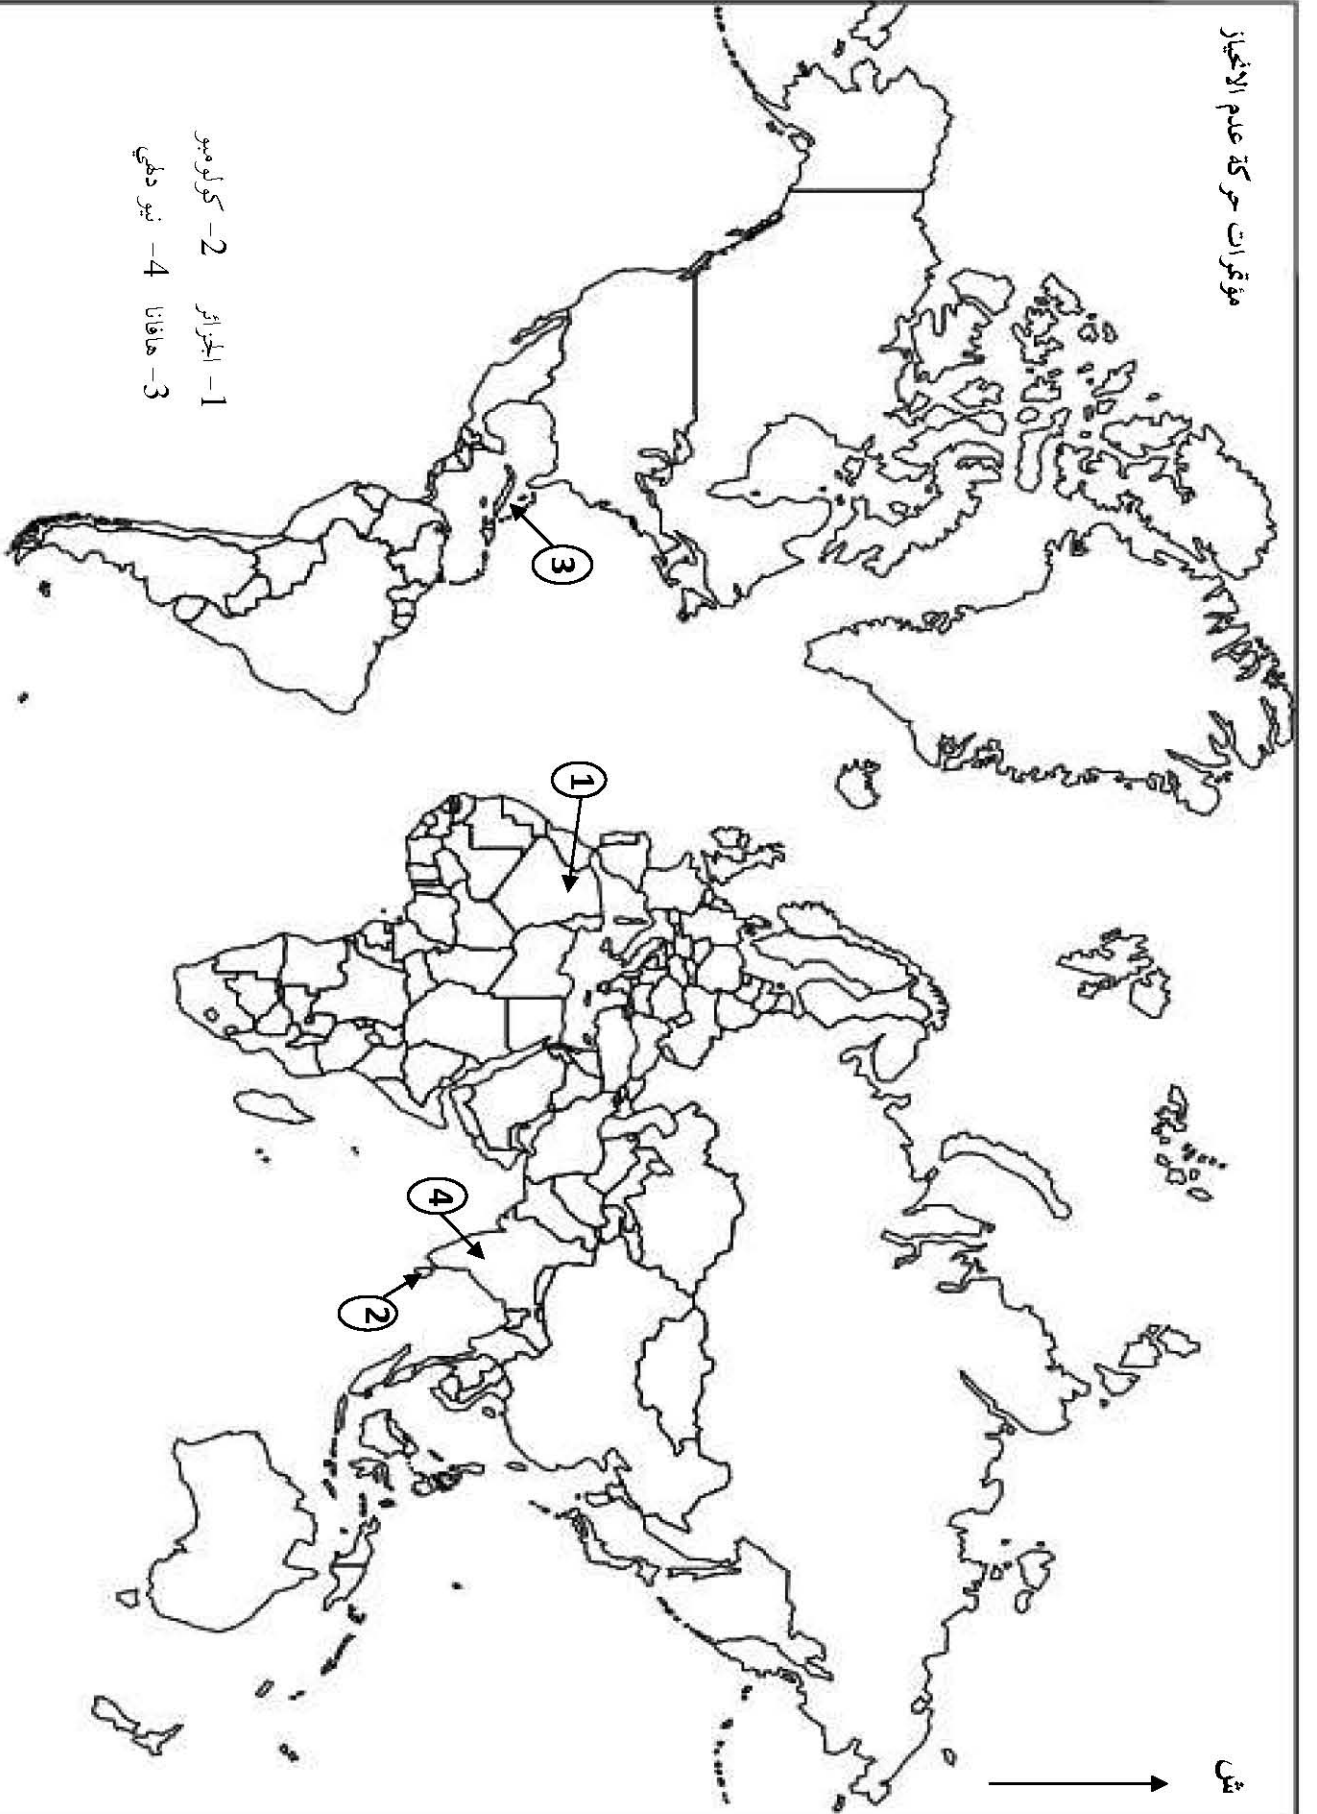 مؤتمرات حركة عدم الانحياز
ش
3
1
4
2
1- الجزائر 2- كولومبو
3- هافانا 4- نيو دلهي